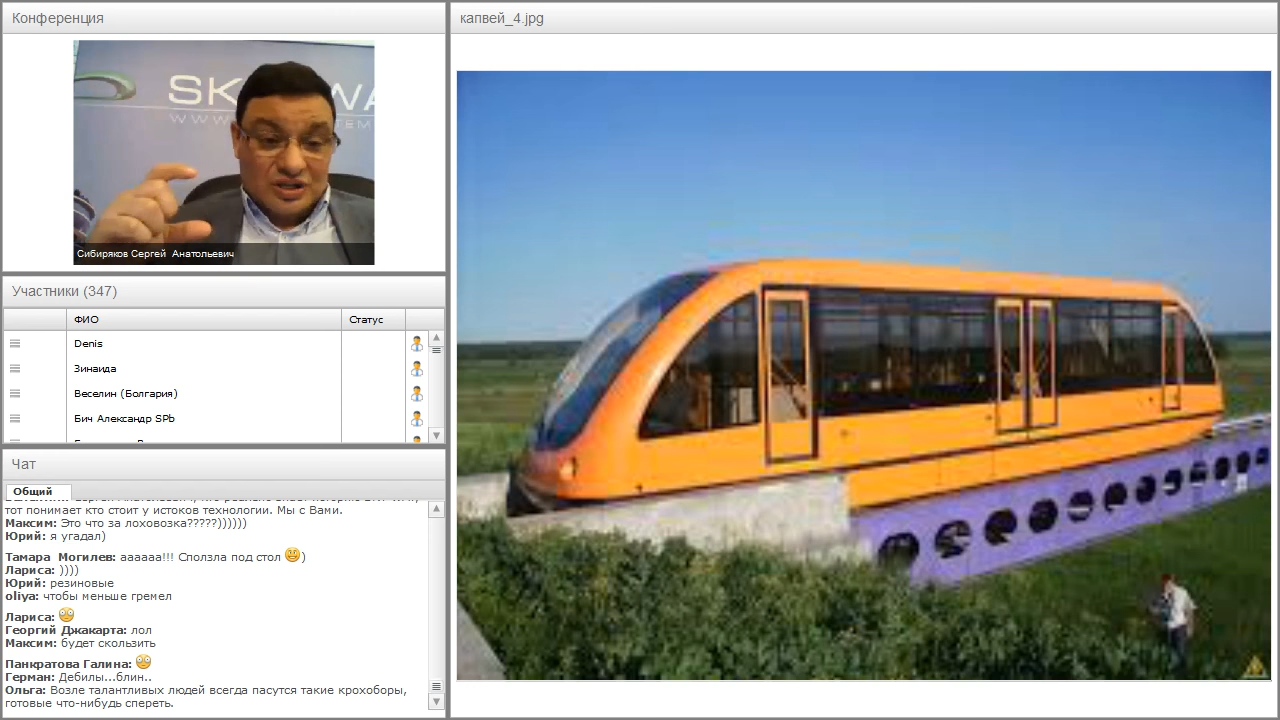 Конференция
SK WA
WWW. TEM
Сибиряков Сергей Анатольевич
Участники (347)
ФИО
Статус
Denis
Зинаида
Веселин (Болгария)
Бич Александр SPb
Чат
Общий
тот понимает кто стоит у истоков технологии. Мы с Вами.
Максим: Это что за лоховозка?????))))))
Юрий: я угадал)
Тамара Могилев: аааааа!!! Сползла под стол )
Лариса: ))))
Юрий: резиновые
oliya: чтобы меньше гремел
Лариса:
Георгий Джакарта: лол
Максим: будет скользить
Панкратова Галина:
Герман: Дебилы...блин..
Ольга: Возле талантливых людей всегда пасутся такие крохоборы,
готовые что-нибудь спереть.
капвей_4.jpg